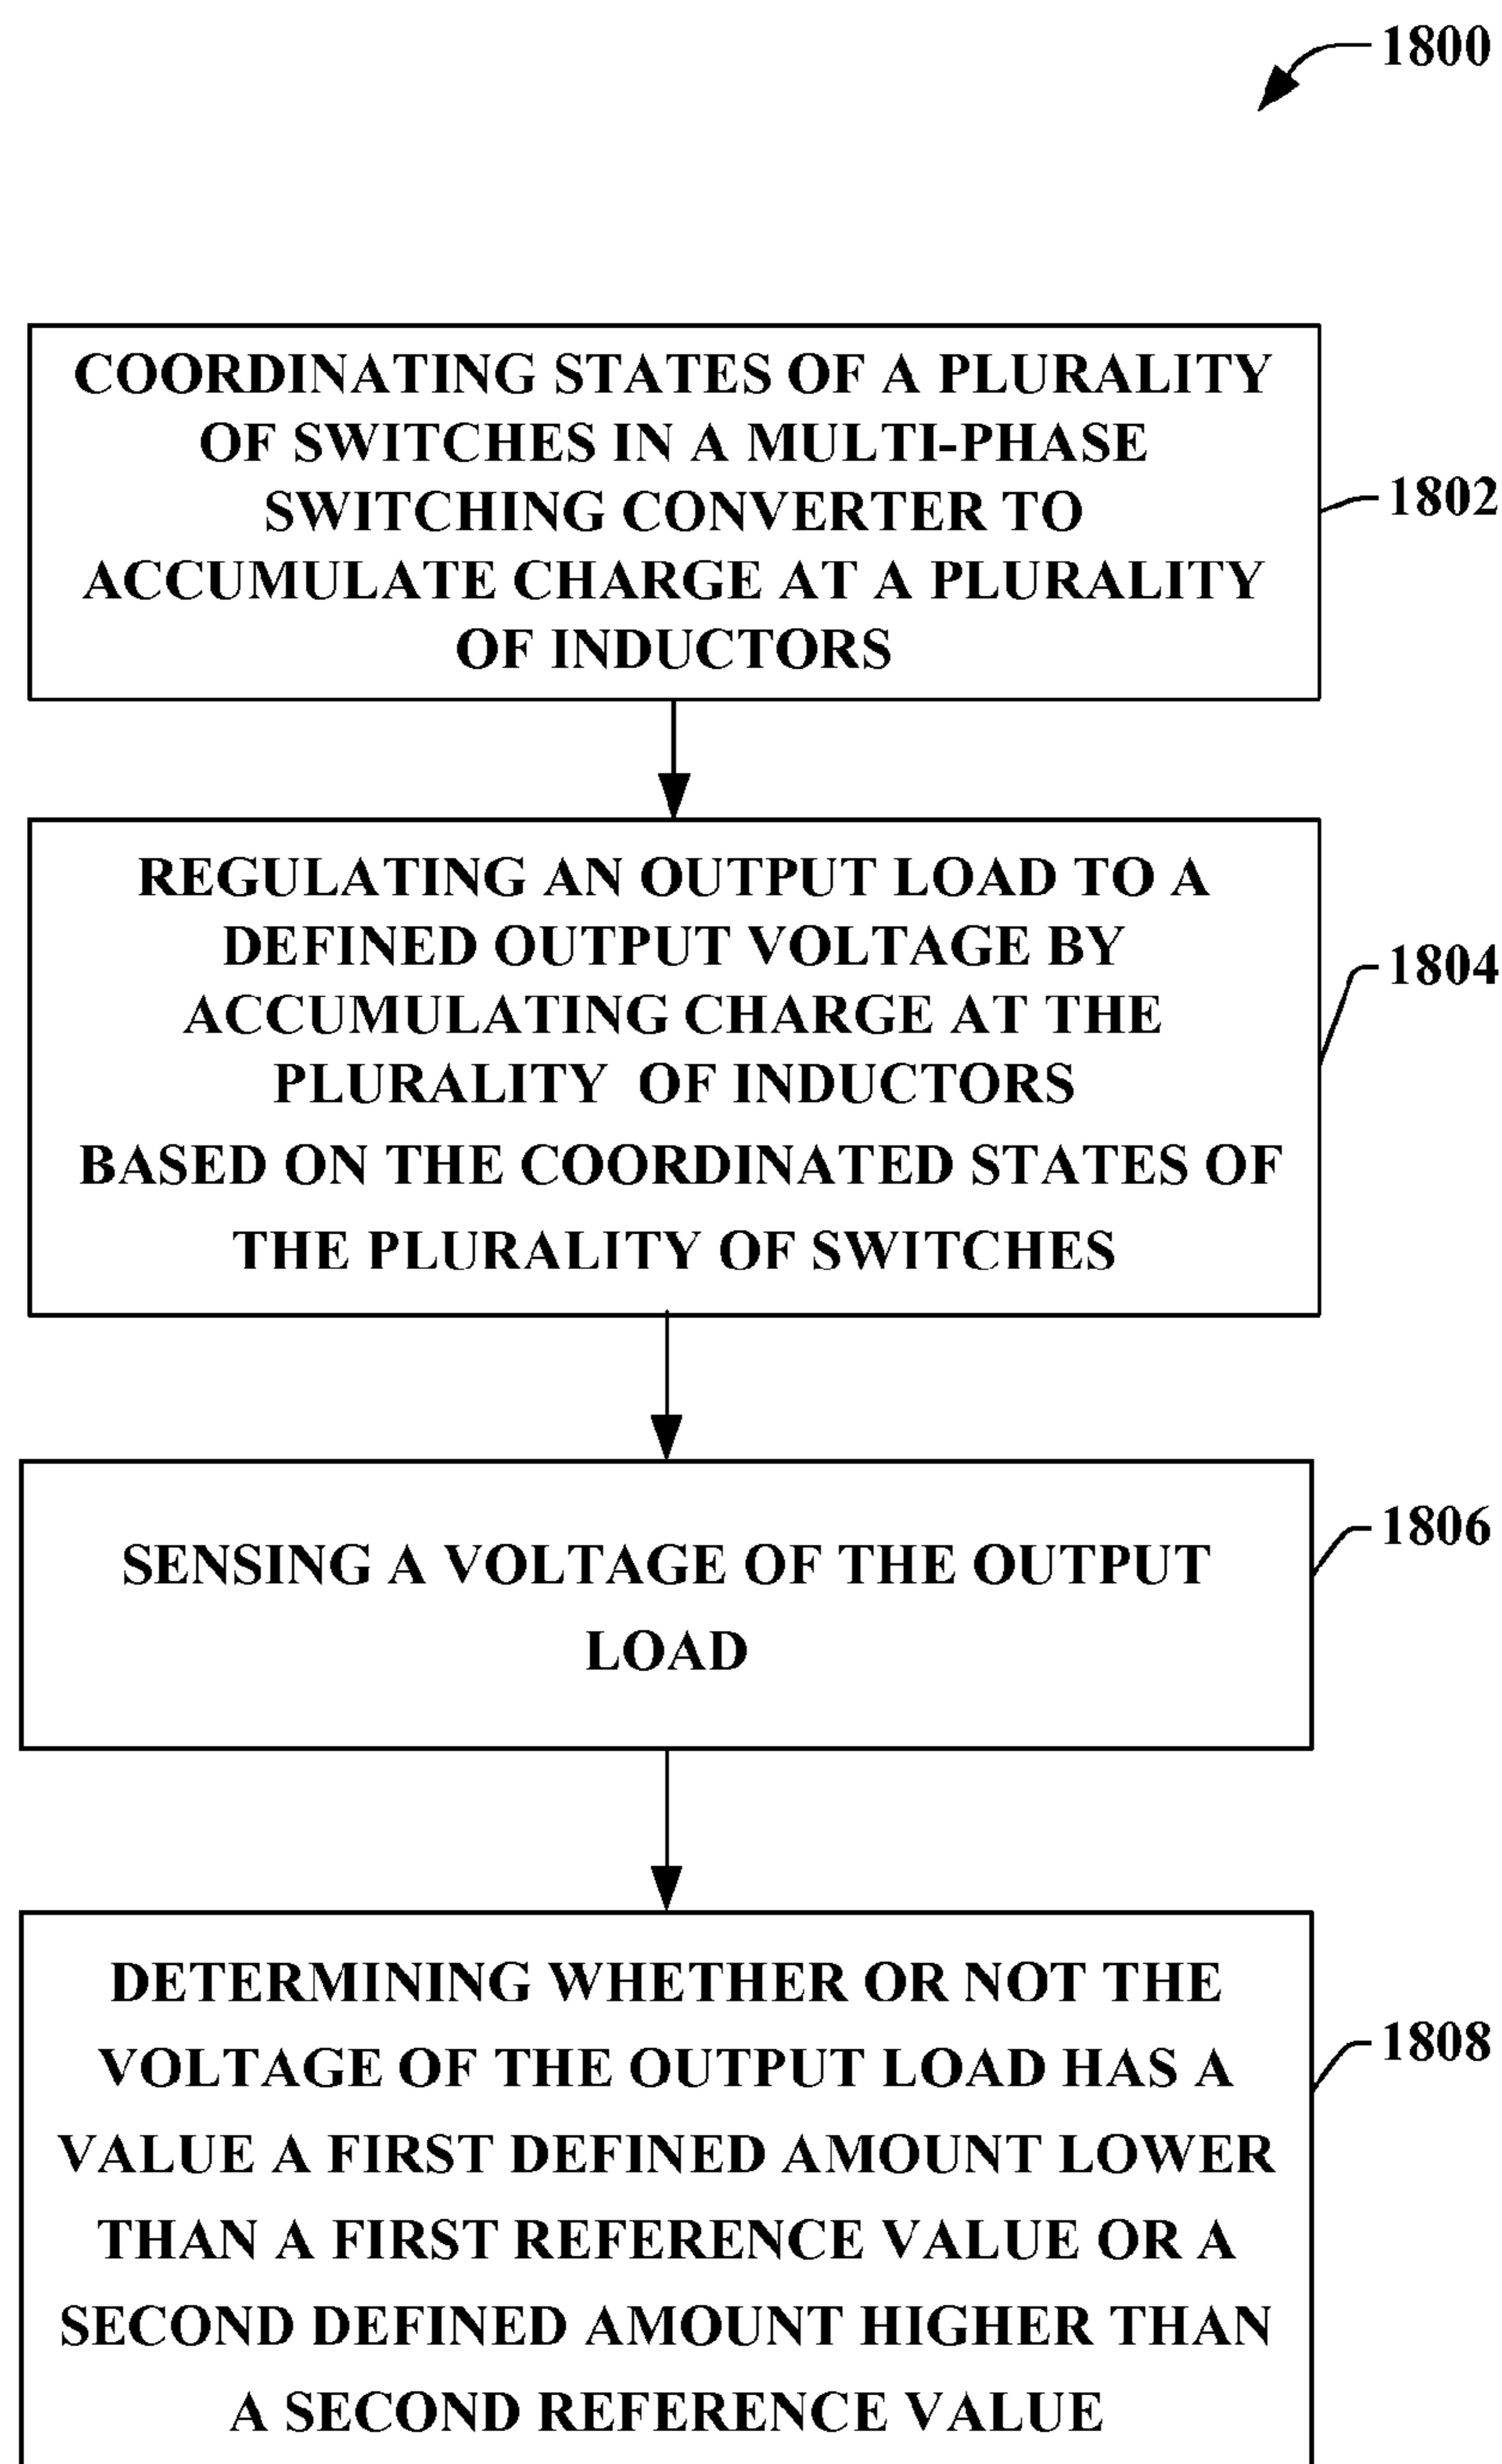 1800
COORDINATING STATES OF A PLURALITY
OF SWITCHES IN A MULTI-PHASE
SWITCHING CONVERTER TO
ACCUMULATE CHARGE AT A PLURALITY
OF INDUCTORS
1802
REGULATING AN OUTPUT LOAD TO A
DEFINED OUTPUT VOLTAGE BY
ACCUMULATING CHARGE AT THE
PLURALITY OF INDUCTORS
BASED ON THE COORDINATED STATES OF
THE PLURALITY OF SWITCHES
1804
SENSING A VOLTAGE OF THE OUTPUT
LOAD
1806
DETERMINING WHETHER OR NOT THE
VOLTAGE OF THE OUTPUT LOAD HAS A
VALUE A FIRST DEFINED AMOUNT LOWER
THAN A FIRST REFERENCE VALUE OR A
SECOND DEFINED AMOUNT HIGHER THAN
A SECOND REFERENCE VALUE
1808